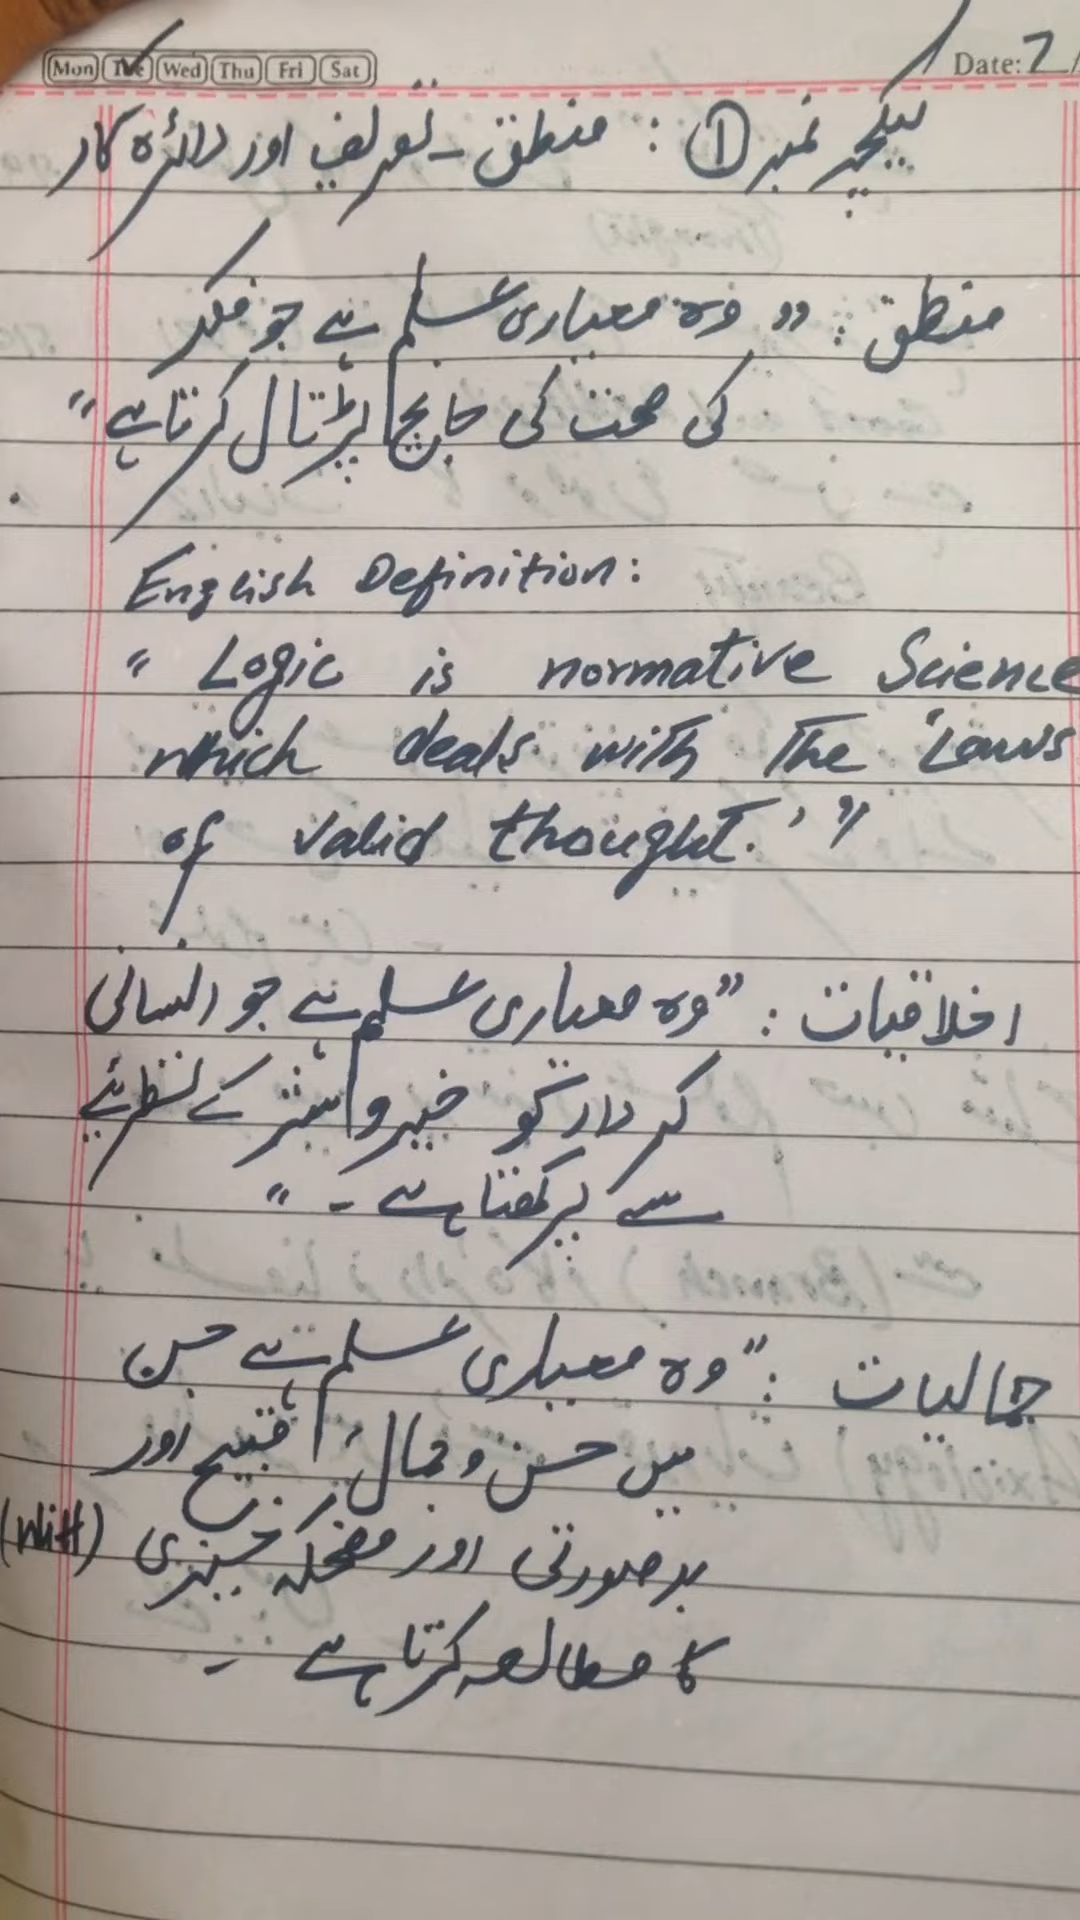 Mon Tue Wed Thu Fri Sat
Date: 7/
لیکچر نمبر ①: منطق - تعریف اور دائرہ کار
منطق: "وہ معیاری علم ہے جو فکر
کی صحت کی جانچ پڑتال کرتا ہے"
English Definition:
"Logic is normative Science
which deals with The 'Laws
of valid thought.'"
اخلاقیات: "وہ معیاری علم ہے جو انسانی
کردار کو خیر و شر کے نظریے
سے پرکھتا ہے۔"
جمالیات: "وہ معیاری علم ہے جس
میں حسن و جمال، قبیح اور
بدصورتی اور مضحکہ خیزی (Witt)
کا مطالعہ کرتا ہے۔